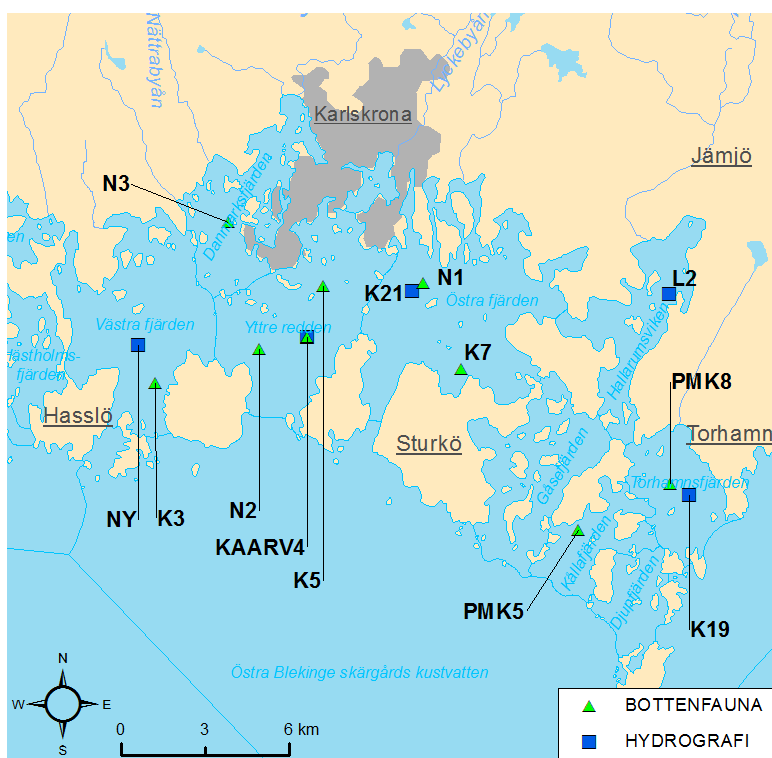 Nättrabyån
Lyckebyån
Karlskrona
Jämjö
N3
Danmarksfjärden
N1
K21
Östra fjärden
L2
Västra fjärden
Yttre redden
Hallarumsviken
K7
PMK8
Hasslö
Sturkö
Torhamn
Gåsefjärden
Torhamnsfjärden
NY
K3
N2
KAARV4
K5
Källafjärden
Djupfjärden
PMK5
K19
Östra Blekinge skärgårds kustvatten
N
W
E
S
0 3 6 km
BOTTENFAUNA
HYDROGRAFI